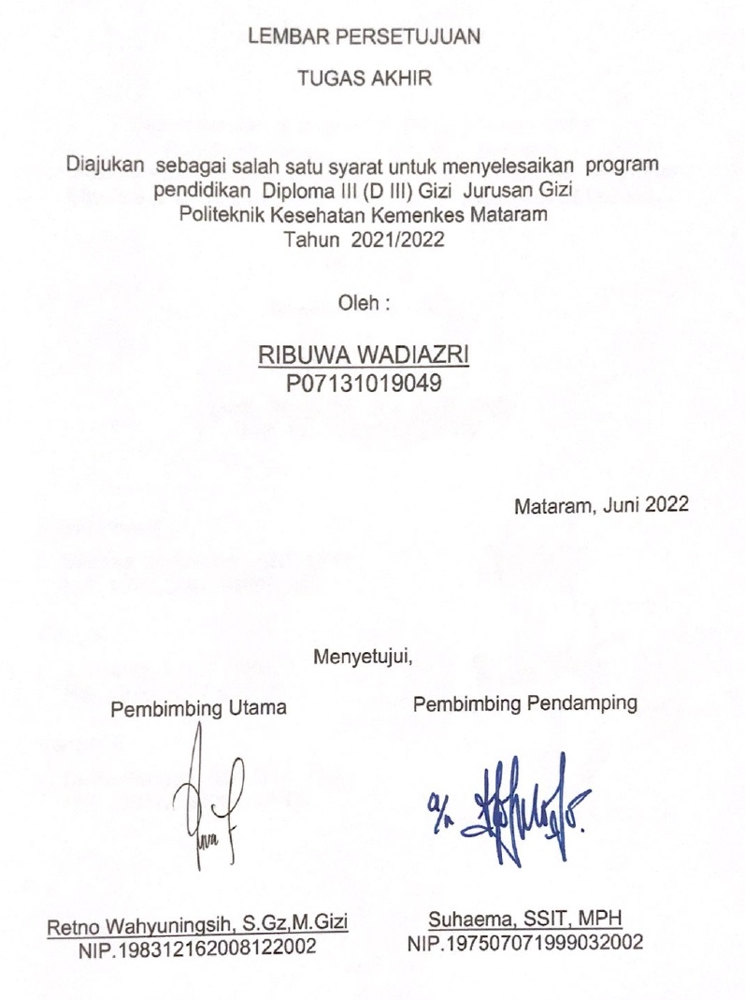 LEMBAR PERSETUJUAN
TUGAS AKHIR
Diajukan sebagai salah satu syarat untuk menyelesaikan program
pendidikan Diploma III (D III) Gizi Jurusan Gizi
Politeknik Kesehatan Kemenkes Mataram
Tahun 2021/2022
Oleh :
RIBUWA WADIAZRI
P07131019049
Mataram, Juni 2022
Menyetujui,
Pembimbing Utama
Pembimbing Pendamping
a/n
Retno Wahyuningsih, S.Gz,M.Gizi
NIP.198312162008122002
Suhaema, SSIT, MPH
NIP.197507071999032002